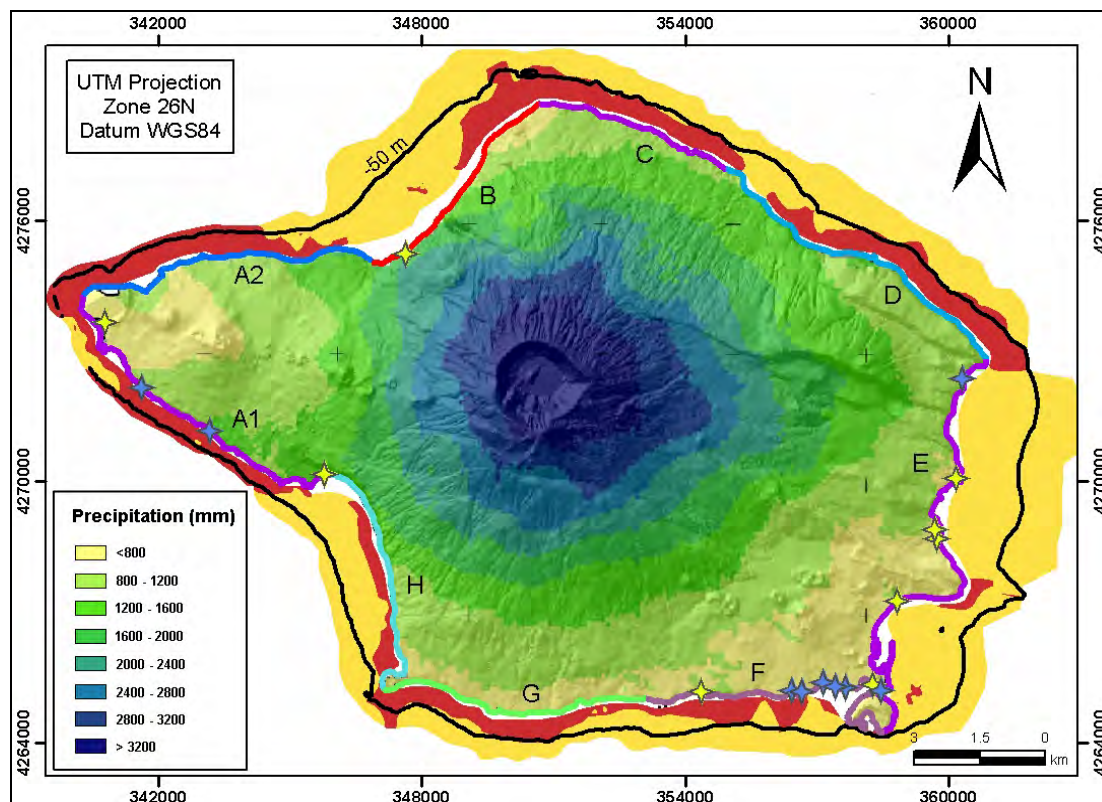 342000
348000
354000
360000
UTM Projection
Zone 26N
Datum WGS84
N
-50 m
C
B
4276000
4276000
A2
D
A1
E
4270000
4270000
Precipitation (mm)
<800
800 - 1200
1200 - 1600
1600 - 2000
2000 - 2400
2400 - 2800
2800 - 3200
> 3200
H
F
G
4264000
4264000
3
1.5
0
km
342000
348000
354000
360000